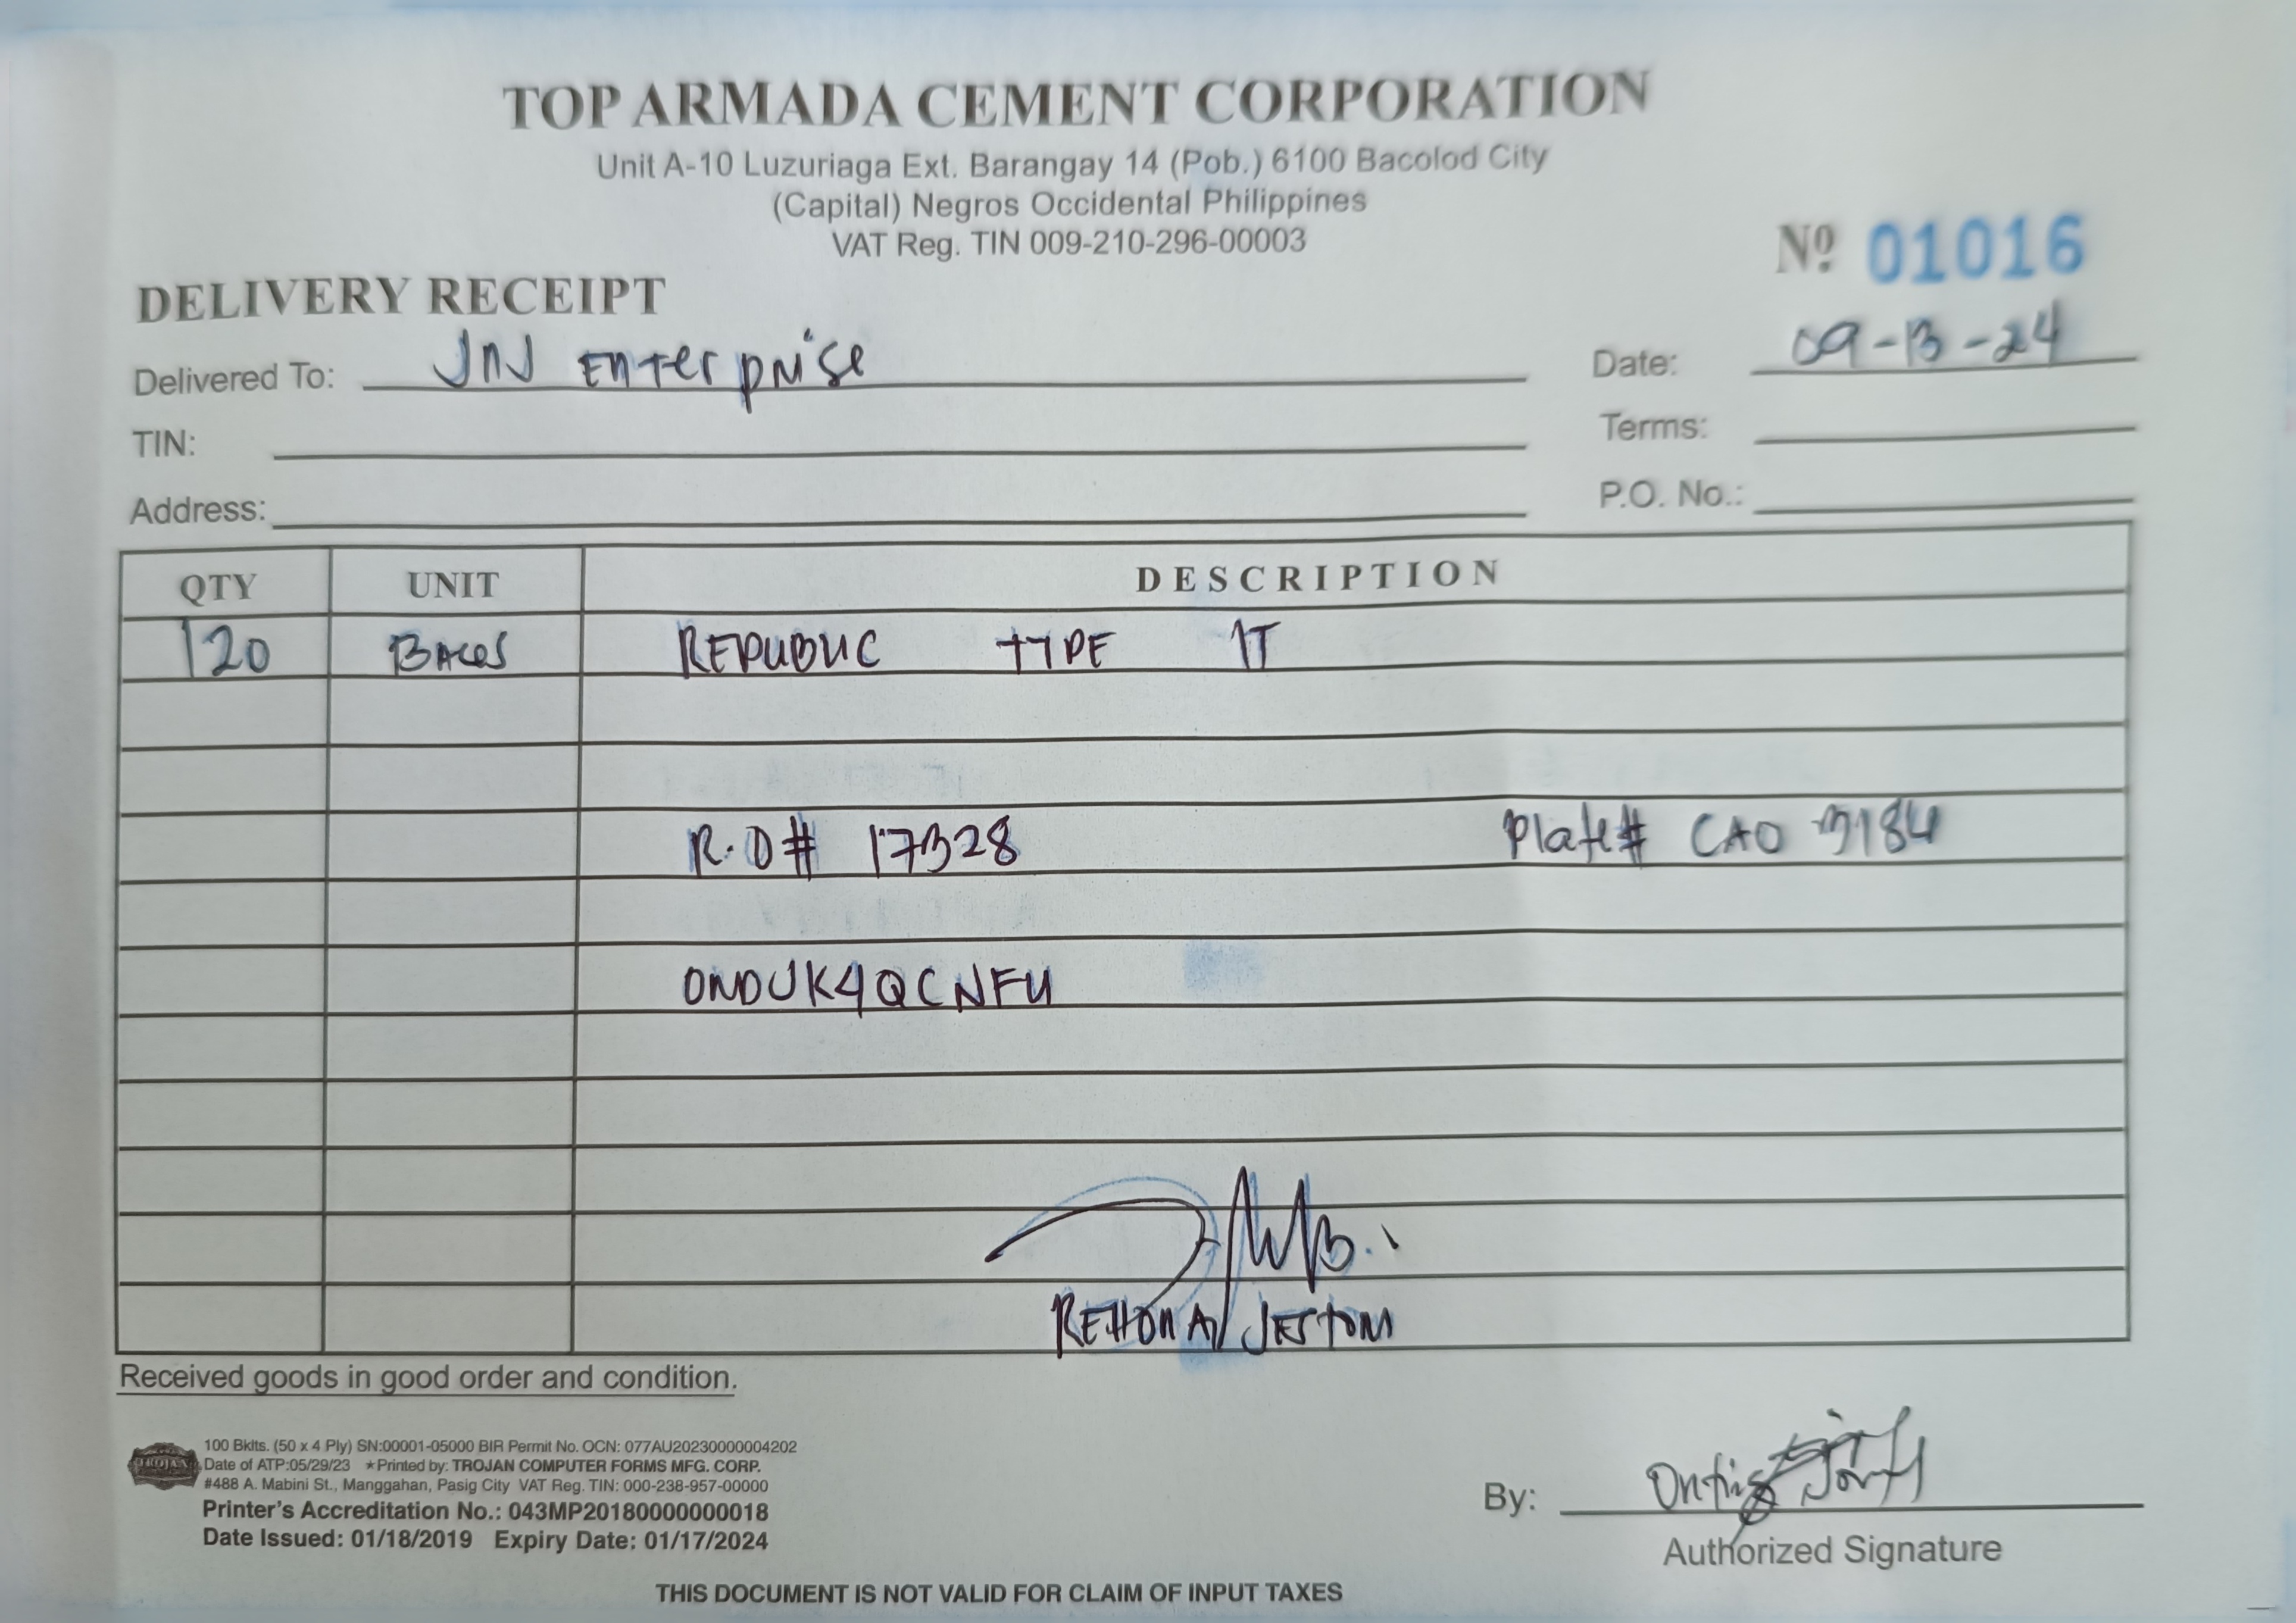 TOP ARMADA CEMENT CORPORATION
Unit A-10 Luzuriaga Ext. Barangay 14 (Pob.) 6100 Bacolod City
(Capital) Negros Occidental Philippines
VAT Reg. TIN 009-210-296-00003
Nº 01016
DELIVERY RECEIPT
Delivered To: JNJ Enterprise
Date: 09-13-24
TIN:
Terms:
Address:
P.O. No.:
QTY UNIT DESCRIPTION
120 BAGS REPUBLIC TYPE 1T
R.O# 17328 Plate# CAO 3184
ONDUK4QCNFU
Received goods in good order and condition.
TROJAN
100 Bklts. (50 x 4 Ply) SN:00001-05000 BIR Permit No. OCN: 077AU20230000004202
Date of ATP:05/29/23 ★Printed by: TROJAN COMPUTER FORMS MFG. CORP.
#488 A. Mabini St., Manggahan, Pasig City VAT Reg. TIN: 000-238-957-00000
Printer's Accreditation No.: 043MP20180000000018
Date Issued: 01/18/2019 Expiry Date: 01/17/2024
By:
Authorized Signature
THIS DOCUMENT IS NOT VALID FOR CLAIM OF INPUT TAXES